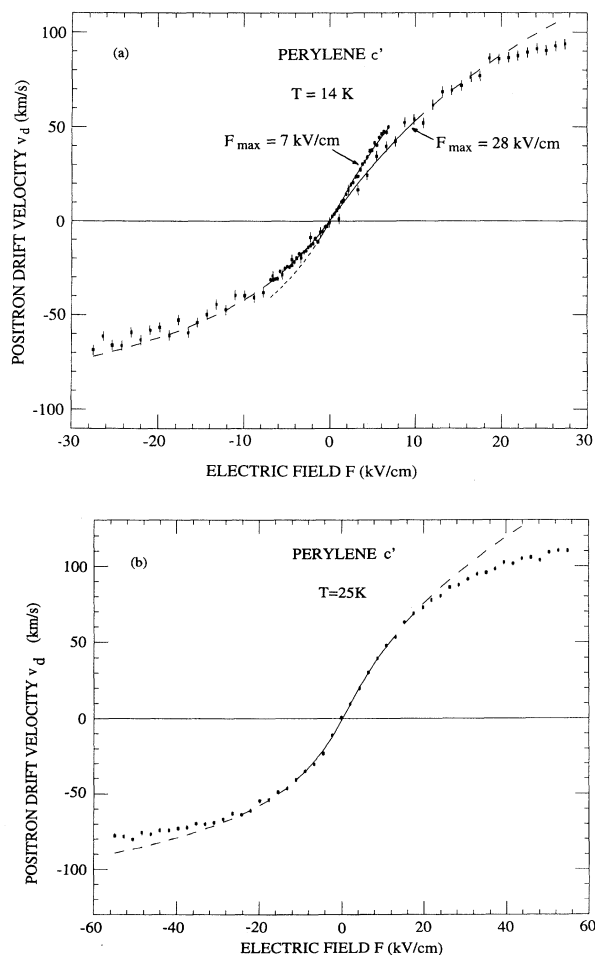 (a)
PERYLENE c'
T = 14 K
F max = 7 kV/cm
F max = 28 kV/cm
POSITRON DRIFT VELOCITY v d (km/s)
100
50
0
-50
-100
-30
-20
-10
0
10
20
30
ELECTRIC FIELD F (kV/cm)
(b)
PERYLENE c'
T=25K
POSITRON DRIFT VELOCITY v d (km/s)
100
50
0
-50
-100
-60
-40
-20
0
20
40
60
ELECTRIC FIELD F (kV/cm)